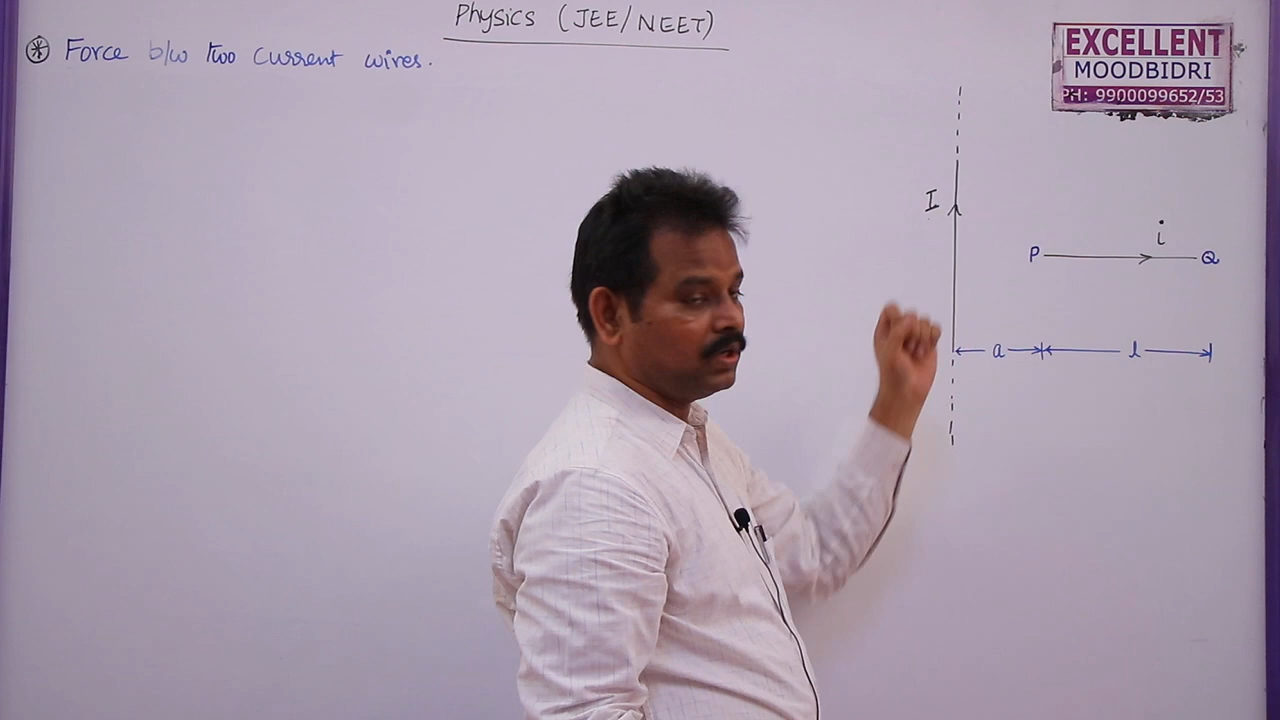 Physics (JEE/NEET)
Force b/w two current wires.
EXCELLENT
MOODBIDRI
PH: 9900099652/53
I
i
P
Q
a
l